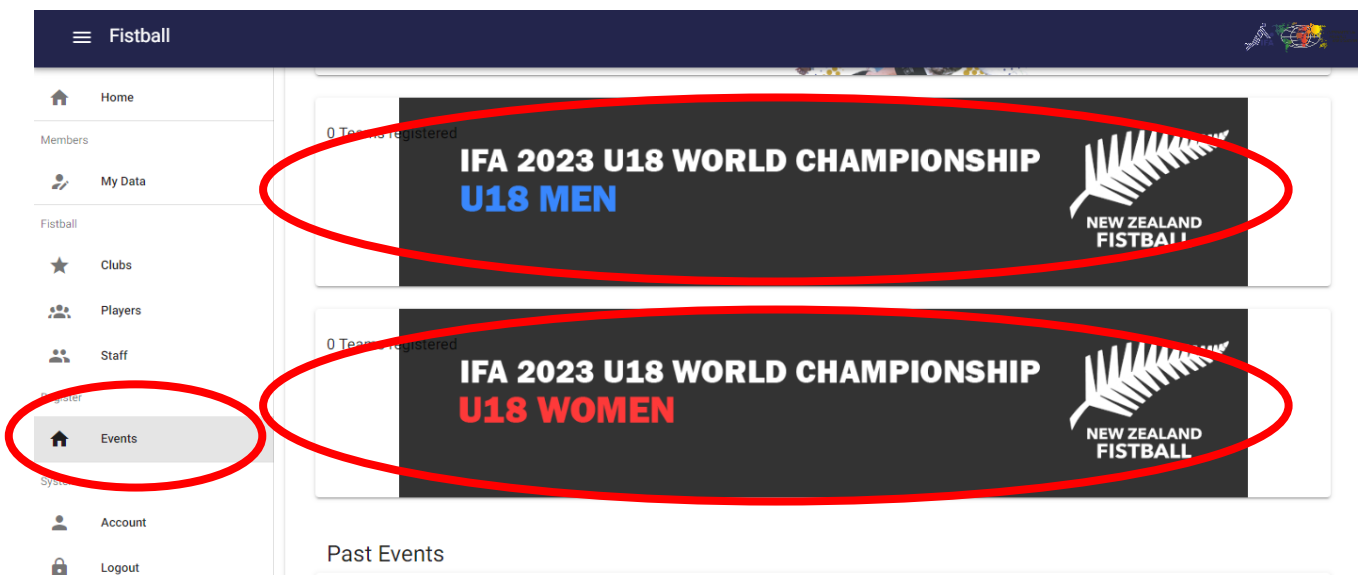 Fistball
Home
Members
My Data
Fistball
Clubs
Players
Staff
Register
Events
System
Account
Logout
0 Teams registered
IFA 2023 U18 WORLD CHAMPIONSHIP
U18 MEN
NEW ZEALAND
FISTBALL
0 Teams registered
IFA 2023 U18 WORLD CHAMPIONSHIP
U18 WOMEN
NEW ZEALAND
FISTBALL
Past Events